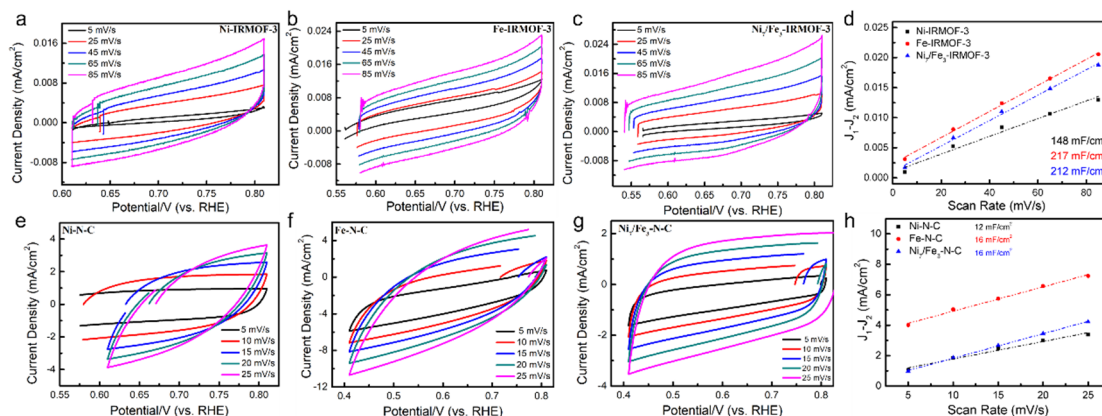 a
Ni-IRMOF-3
5 mV/s
25 mV/s
45 mV/s
65 mV/s
85 mV/s
0.016
0.008
0.000
-0.008
0.60
0.65
0.70
0.75
0.80
Potential/V (vs. RHE)
Current Density (mA/cm²)
b
Fe-IRMOF-3
5 mV/s
25 mV/s
45 mV/s
65 mV/s
85 mV/s
0.024
0.016
0.008
0.000
-0.008
0.55
0.60
0.65
0.70
0.75
0.80
Potential/V (vs. RHE)
Current Density (mA/cm²)
c
Ni₇/Fe₃-IRMOF-3
5 mV/s
25 mV/s
45 mV/s
65 mV/s
85 mV/s
0.024
0.016
0.008
0.000
-0.008
0.55
0.60
0.65
0.70
0.75
0.80
Potential/V (vs. RHE)
Current Density (mA/cm²)
d
Ni-IRMOF-3
Fe-IRMOF-3
Ni₇/Fe₃-IRMOF-3
148 mF/cm
217 mF/cm
212 mF/cm
0.025
0.020
0.015
0.010
0.005
0.000
0
20
40
60
80
Scan Rate (mV/s)
J₁-J₂ (mA/cm²)
e
Ni-N-C
5 mV/s
10 mV/s
15 mV/s
20 mV/s
25 mV/s
4
2
0
-2
-4
0.60
0.65
0.70
0.75
0.80
Potential/V (vs. RHE)
Current Density (mA/cm²)
f
Fe-N-C
5 mV/s
10 mV/s
15 mV/s
20 mV/s
25 mV/s
4
0
-4
-8
-12
0.4
0.5
0.6
0.7
0.8
Potential/V (vs. RHE)
Current Density (mA/cm²)
g
Ni₇/Fe₃-N-C
5 mV/s
10 mV/s
15 mV/s
20 mV/s
25 mV/s
2
0
-2
-4
0.4
0.5
0.6
0.7
0.8
Potential/V (vs. RHE)
Current Density (mA/cm²)
h
Ni-N-C 12 mF/cm²
Fe-N-C 16 mF/cm²
Ni₇/Fe₃-N-C 16 mF/cm²
10
8
6
4
2
0
5
10
15
20
25
Scan Rate (mV/s)
J₁-J₂ (mA/cm²)